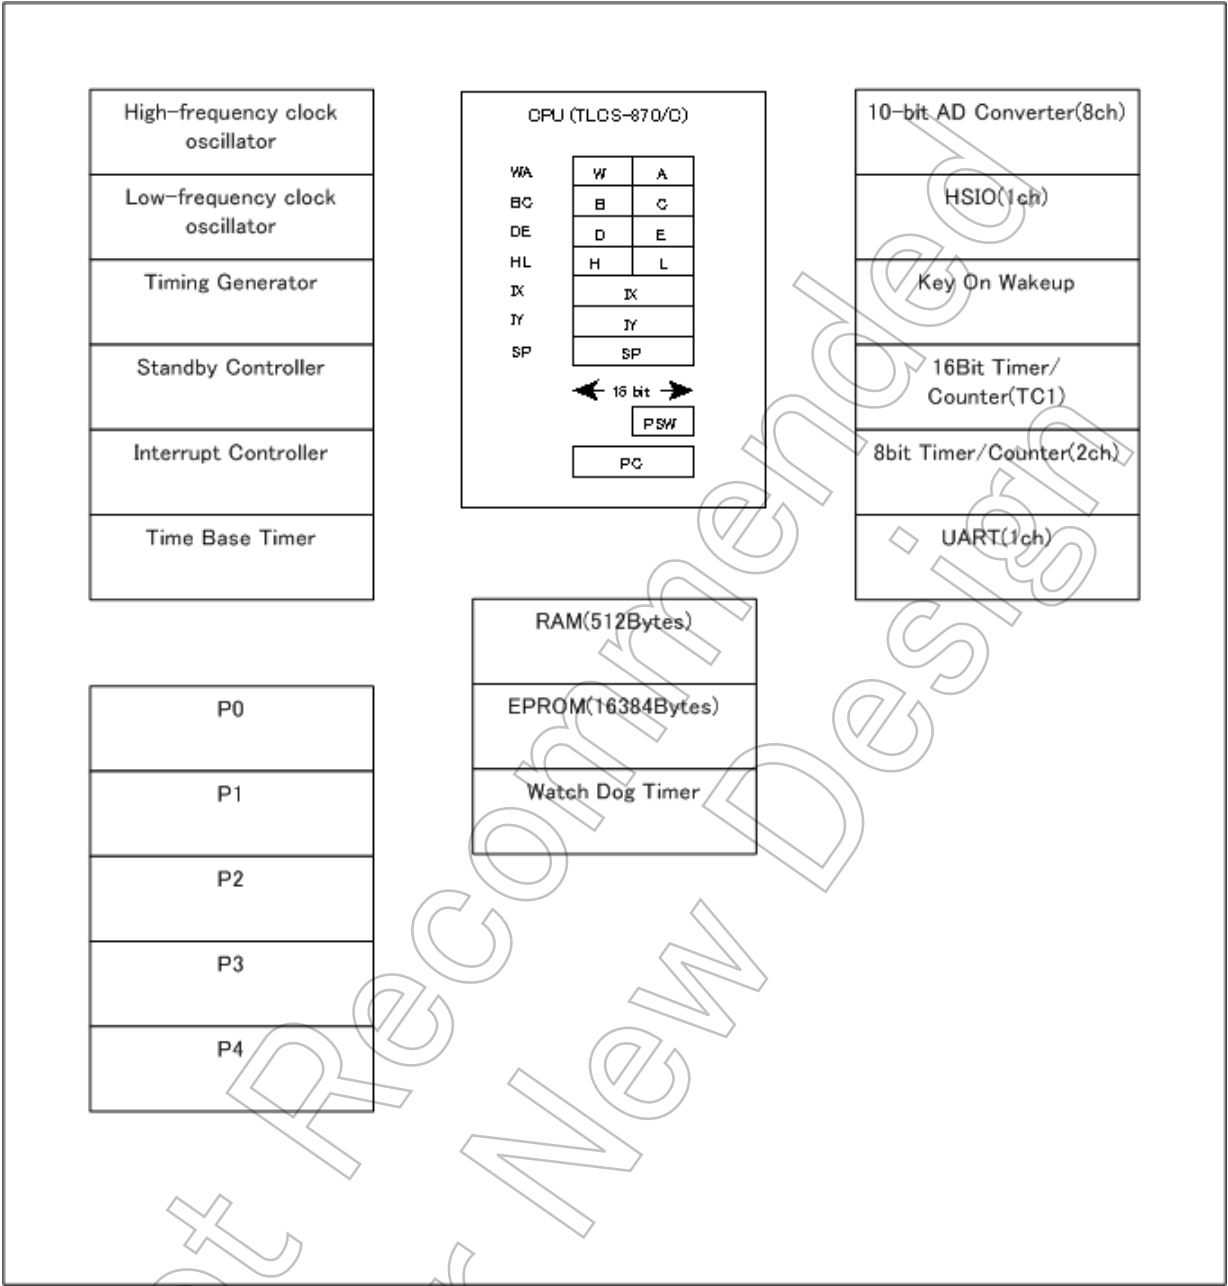 High-frequency clock
oscillator
Low-frequency clock
oscillator
Timing Generator
Standby Controller
Interrupt Controller
Time Base Timer
CPU (TLCS-870/C)
WA W A
BC B C
DE D E
HL H L
IX IX
IY IY
SP SP
16 bit
PSW
PC
10-bit AD Converter(8ch)
HSIO(1ch)
Key On Wakeup
16Bit Timer/
Counter(TC1)
8bit Timer/Counter(2ch)
UART(1ch)
RAM(512Bytes)
EPROM(16384Bytes)
Watch Dog Timer
P0
P1
P2
P3
P4
ot Recommended
r New Design